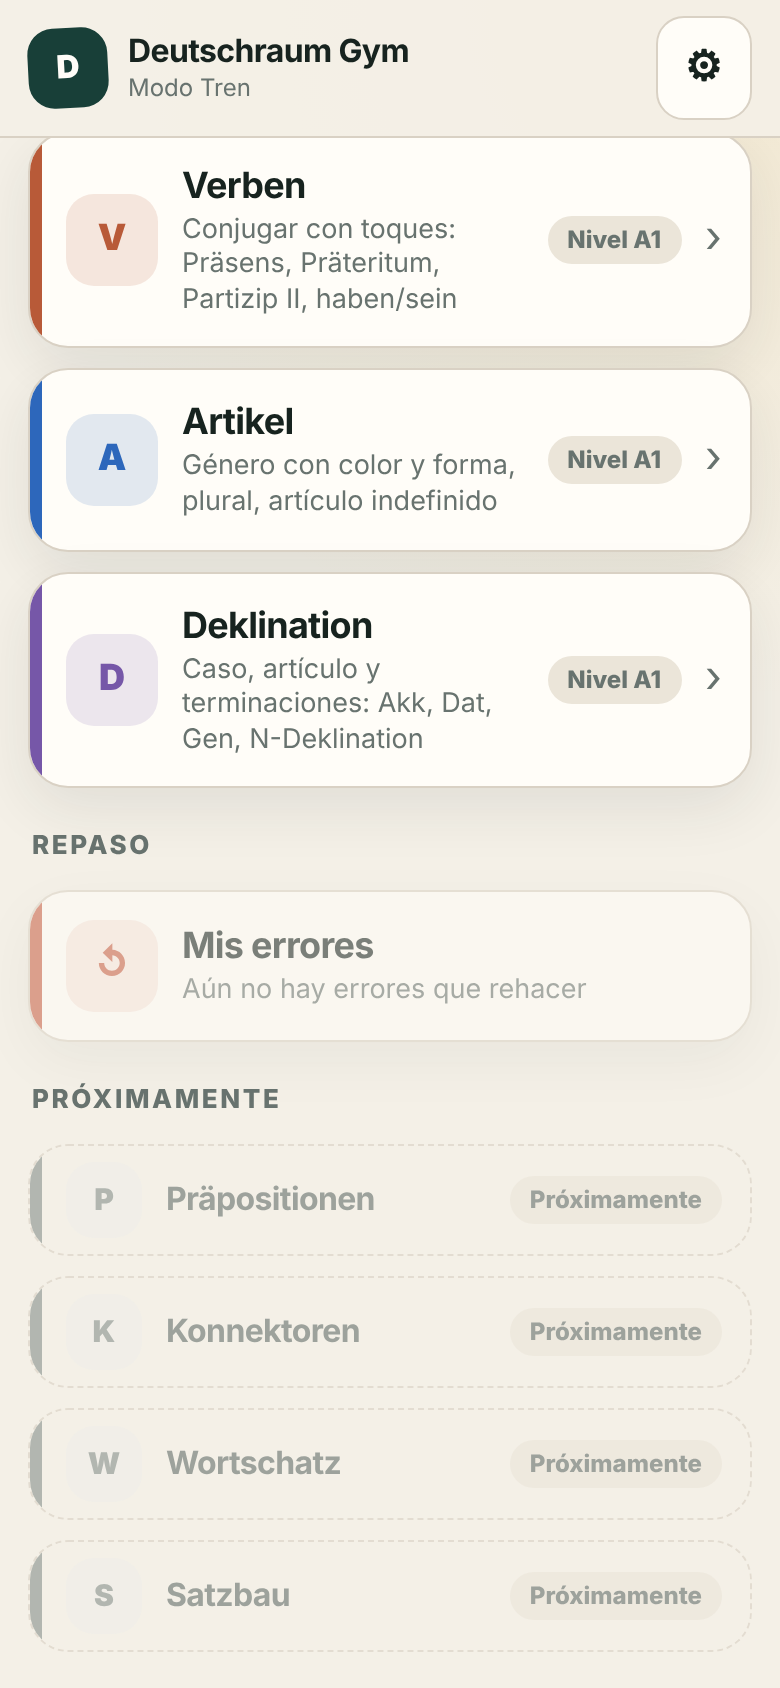 D
Deutschraum Gym
Modo Tren
⚙
V
Verben
Conjugar con toques:
Präsens, Präteritum,
Partizip II, haben/sein
Nivel A1
A
Artikel
Género con color y forma,
plural, artículo indefinido
Nivel A1
D
Deklination
Caso, artículo y
terminaciones: Akk, Dat,
Gen, N-Deklination
Nivel A1
REPASO
Mis errores
Aún no hay errores que rehacer
PRÓXIMAMENTE
P
Präpositionen
Próximamente
K
Konnektoren
Próximamente
W
Wortschatz
Próximamente
S
Satzbau
Próximamente